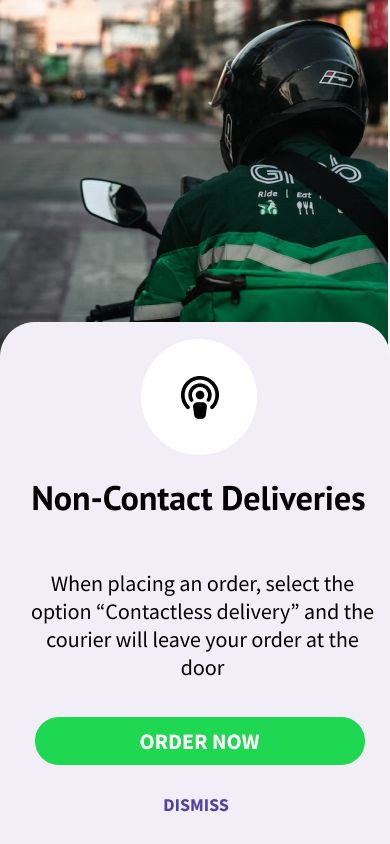 Grab
Ride | Eat |
Non-Contact Deliveries
When placing an order, select the
option “Contactless delivery” and the
courier will leave your order at the
door
ORDER NOW
DISMISS